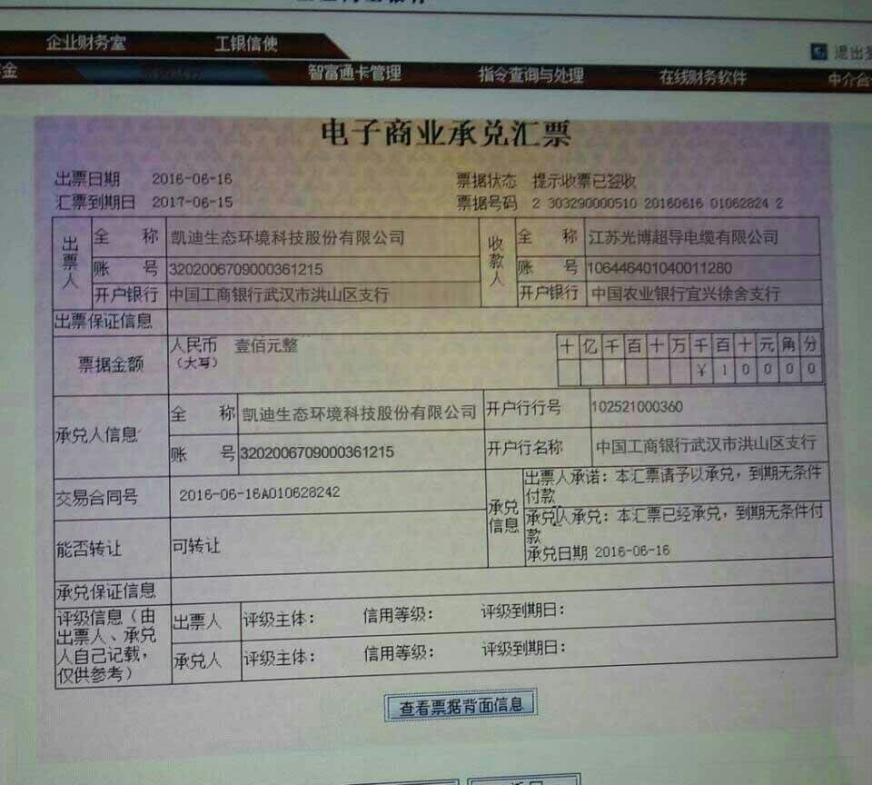 企业财务室 工银信使
退出
金 智富通卡管理 指令查询与处理 在线财务软件 中介合
电子商业承兑汇票
出票日期 2016-06-16 票据状态 提示收票已签收
汇票到期日 2017-06-15 票据号码 2 303290000510 20160616 01062824 2
出票人 全称 凯迪生态环境科技股份有限公司 收款人 全称 江苏光博超导电缆有限公司
账号 3202006709000361215 账号 10644640104001​1280
开户银行 中国工商银行武汉市洪山区支行 开户银行 中国农业银行宜兴徐舍支行
出票保证信息
票据金额 人民币（大写） 壹佰元整 十 亿 千 百 十 万 千 百 十 元 角 分
¥ 1 0 0 0 0
承兑人信息 全称 凯迪生态环境科技股份有限公司 开户行行号 102521000360
账号 3202006709000361215 开户行名称 中国工商银行武汉市洪山区支行
交易合同号 2016-06-16A010628242 承兑信息 出票人承诺：本汇票请予以承兑，到期无条件
付款
能否转让 可转让 承兑人承兑：本汇票已经承兑，到期无条件付
款
承兑日期 2016-06-16
承兑保证信息
评级信息（由出票人、承兑人自己记载，仅供参考） 出票人 评级主体： 信用等级： 评级到期日：
承兑人 评级主体： 信用等级： 评级到期日：
查看票据背面信息